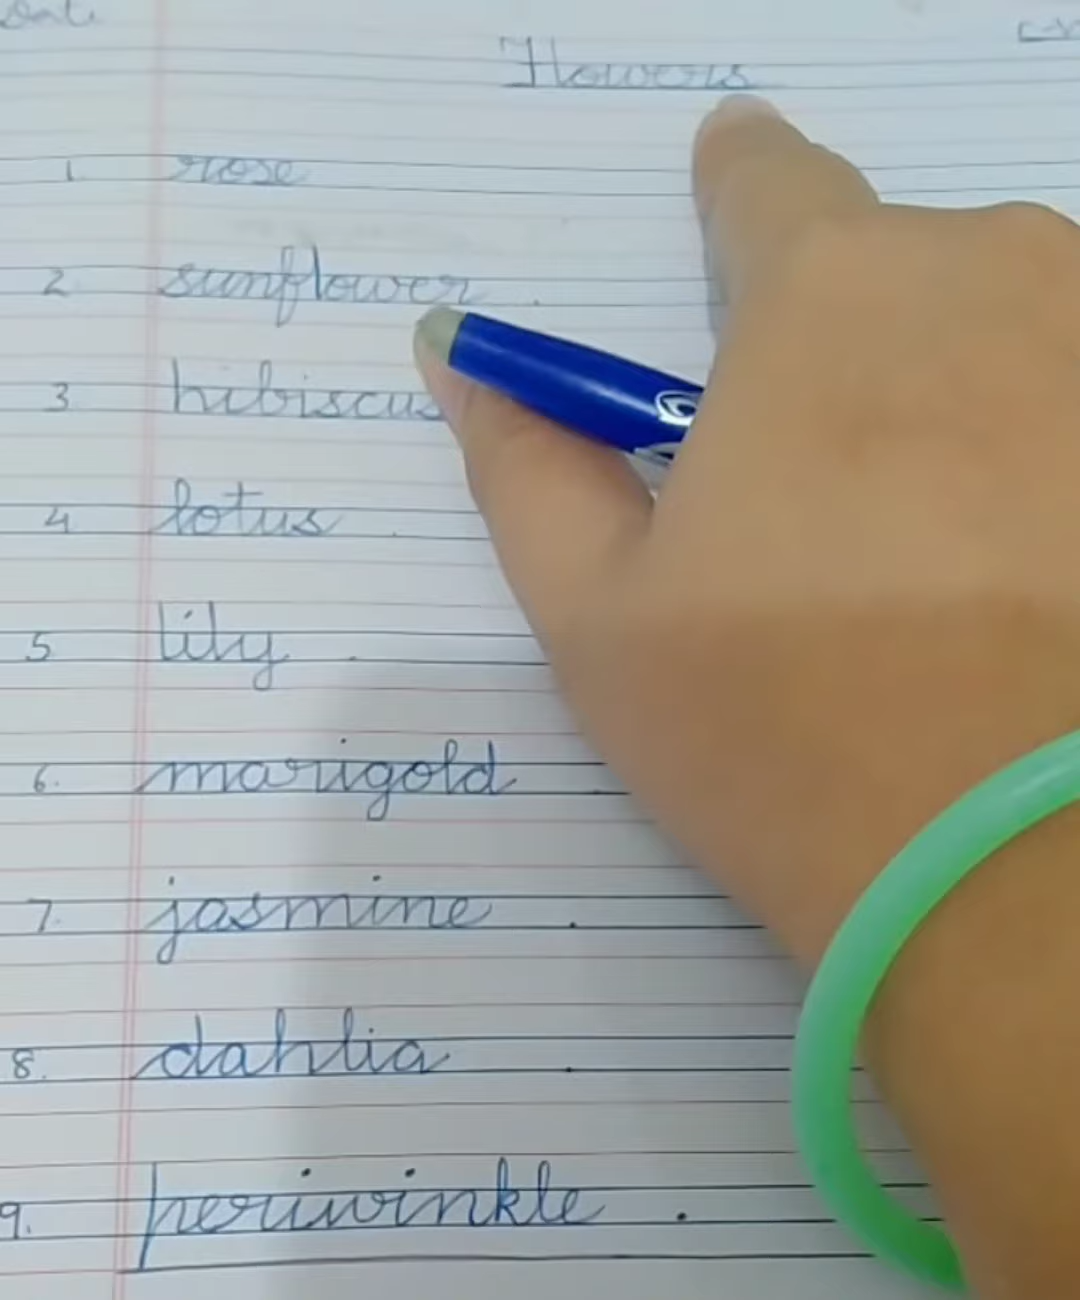 Date
Flowers
1 rose
2 sunflower .
3 hibiscus
4 lotus .
5 lily .
6. marigold .
7. jasmine .
8. dahlia .
9. periwinkle .